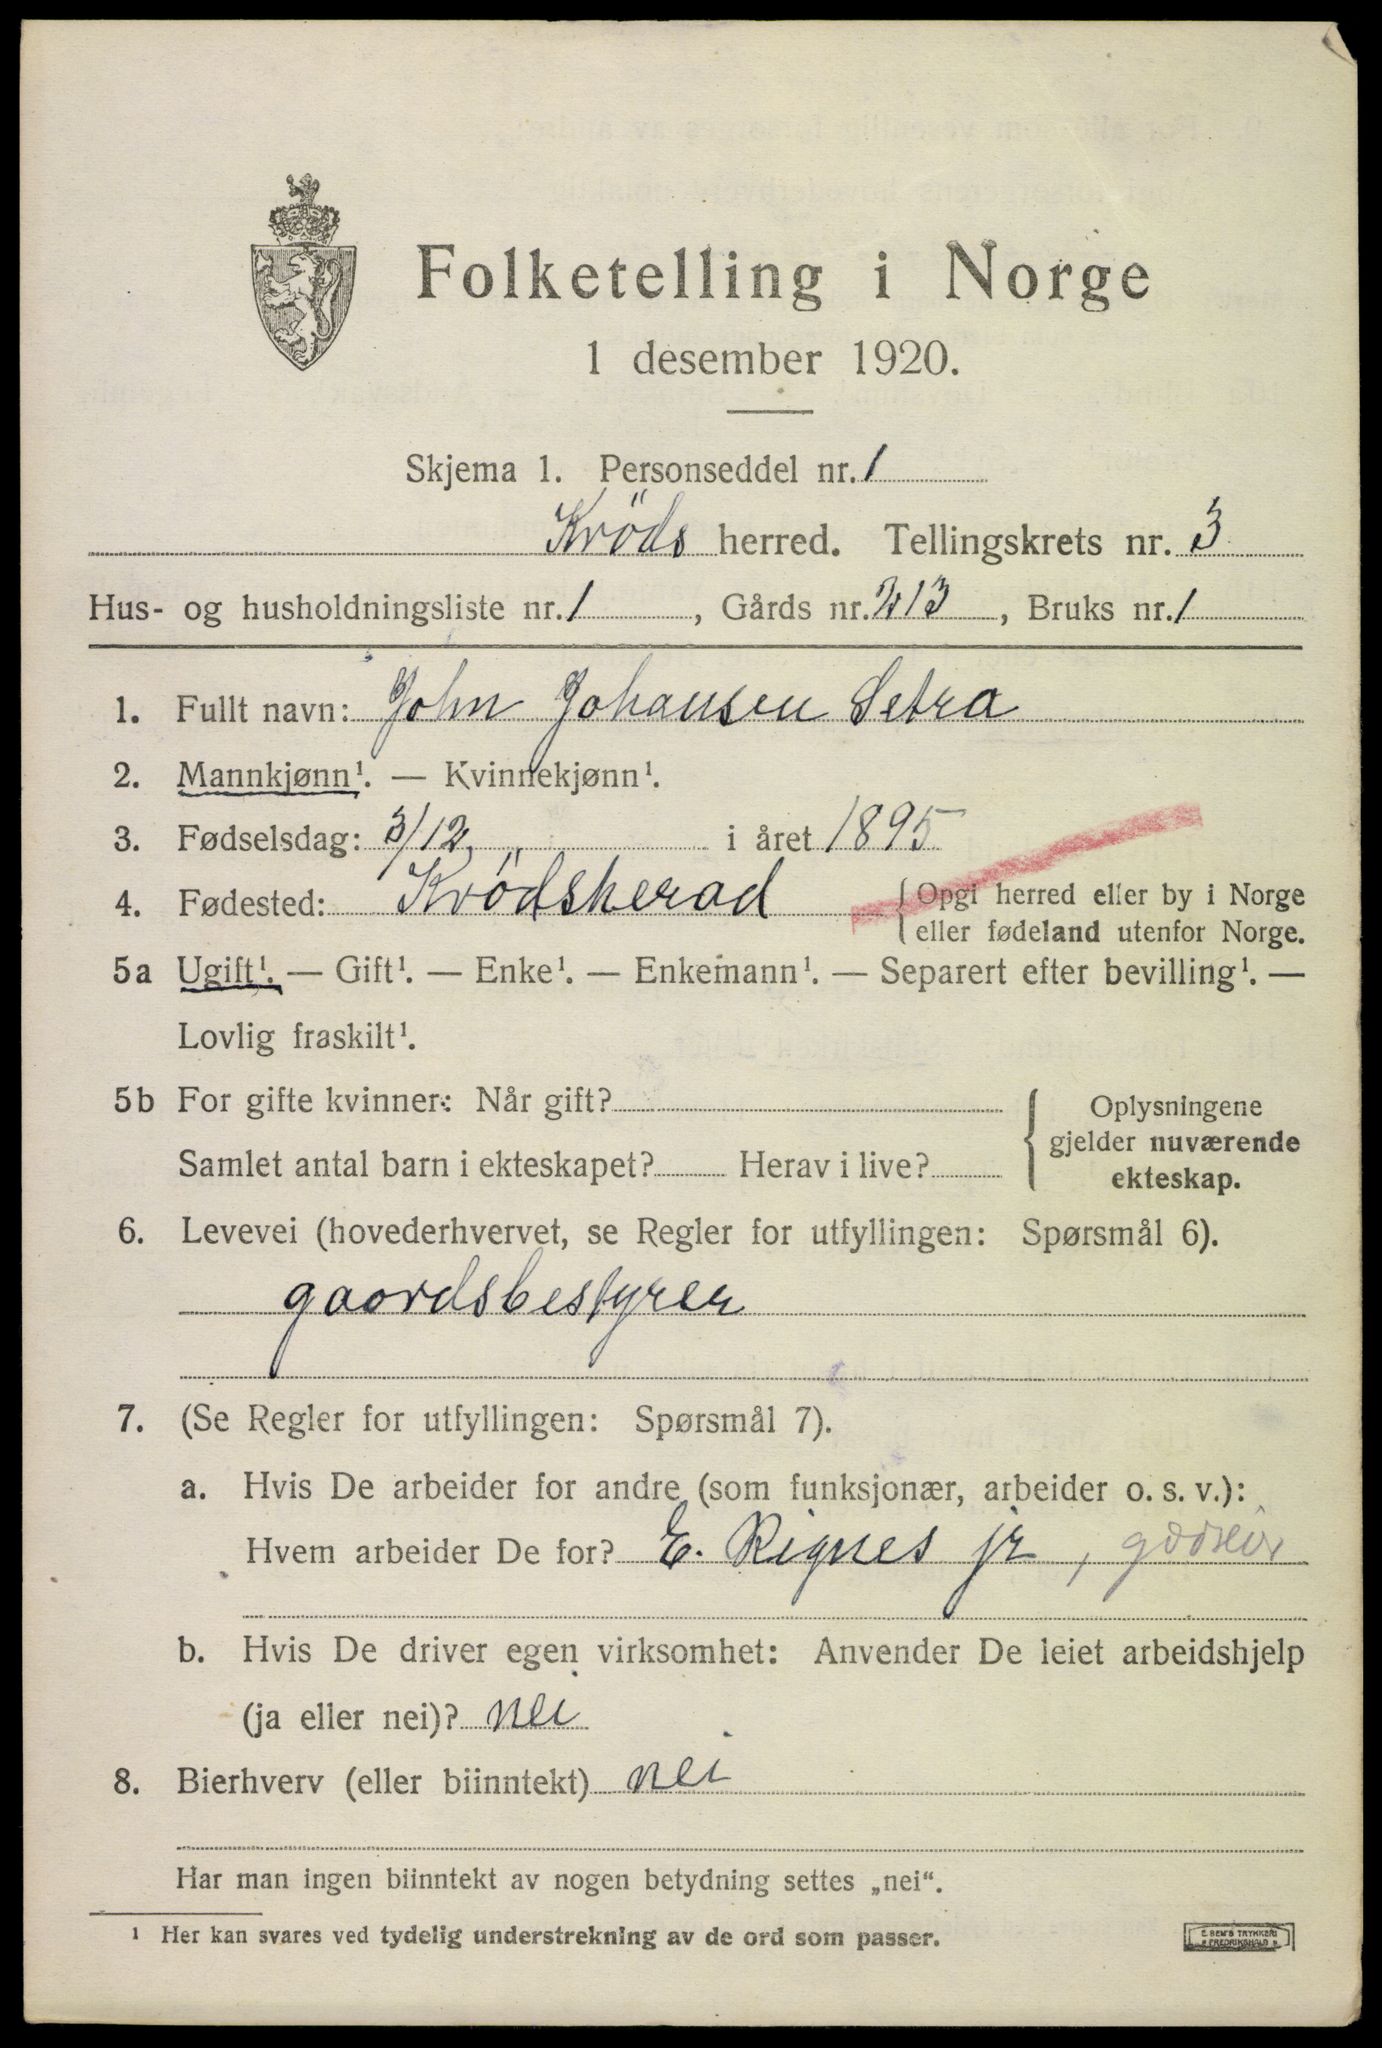 Folketelling i Norge
1 desember 1920.
Skjema 1. Personseddel nr. 1
Kröds herred. Tellingskrets nr. 3
Hus- og husholdningsliste nr. 1, Gårds nr. 213, Bruks nr. 1
1. Fullt navn: John Johansen Setra
2. Mannkjønn¹. — Kvinnekjønn¹.
3. Fødselsdag: 3/12 i året 1895
4. Fødested: Krödsherad {Opgi herred eller by i Norge
eller fødeland utenfor Norge.
5a Ugift¹. — Gift¹. — Enke¹. — Enkemann¹. — Separert efter bevilling¹. —
Lovlig fraskilt¹.
5b For gifte kvinner: Når gift? { Oplysningene
gjelder nuværende
Samlet antal barn i ekteskapet? Herav i live?
ekteskap.
6. Levevei (hovederhvervet, se Regler for utfyllingen: Spørsmål 6).
gaardsbestyrer
7. (Se Regler for utfyllingen: Spørsmål 7).
a. Hvis De arbeider for andre (som funksjonær, arbeider o. s. v.):
Hvem arbeider De for? E. Rignes jr, godseier
b. Hvis De driver egen virksomhet: Anvender De leiet arbeidshjelp
(ja eller nei)? nei
8. Bierhverv (eller biinntekt) nei
Har man ingen biinntekt av nogen betydning settes „nei“.
¹ Her kan svares ved tydelig understrekning av de ord som passer.
E. SEM'S TRYKKERI
FREDRIKSHALD